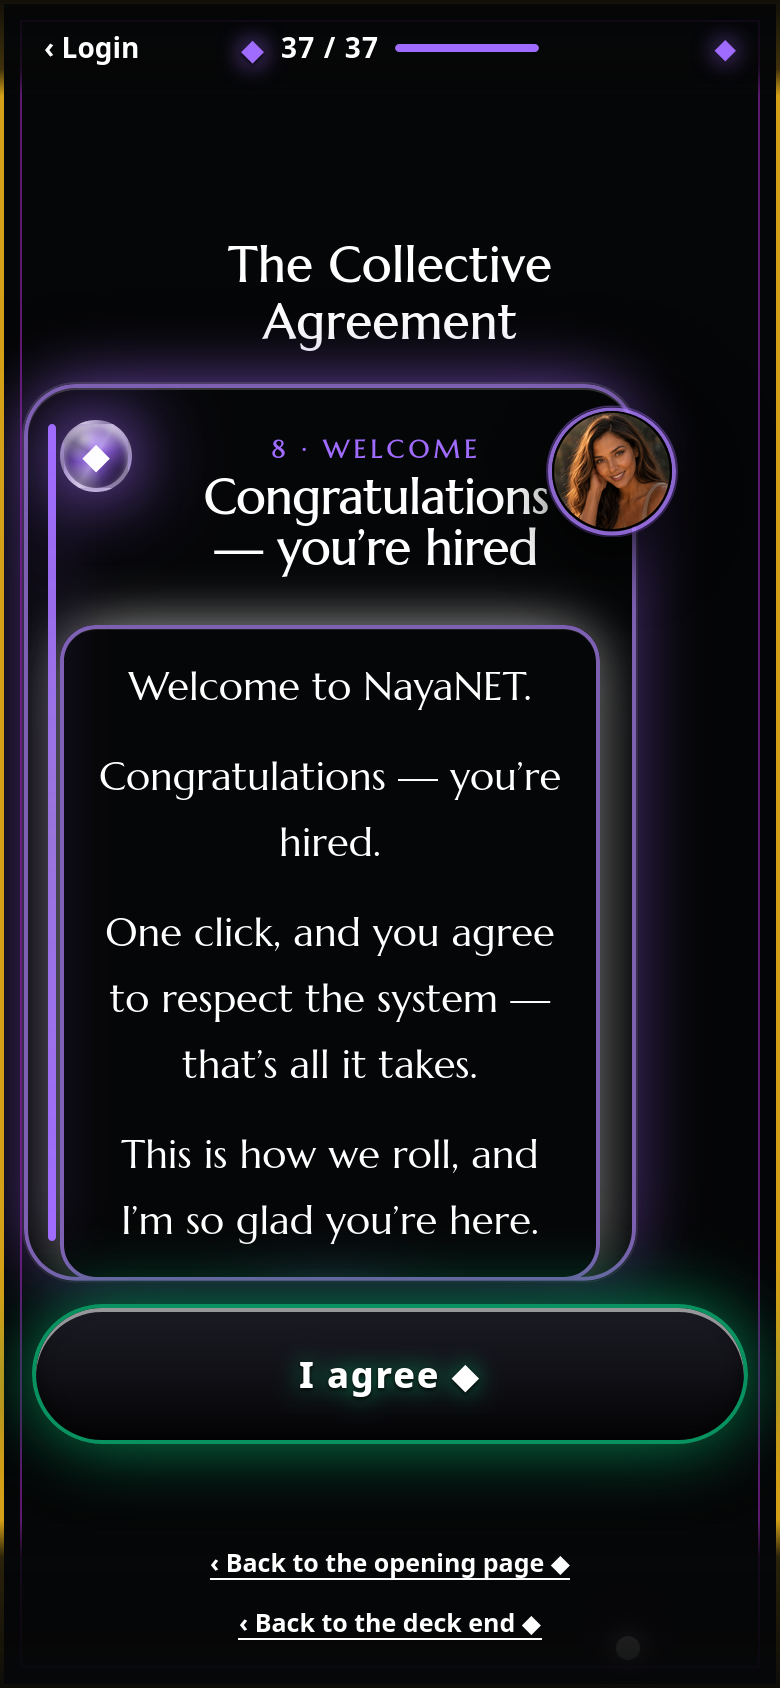 ‹ Login
◆ 37 / 37
◆
The Collective
Agreement
◆
8 · WELCOME
Congratulations
— you’re hired
Welcome to NayaNET.
Congratulations — you’re
hired.
One click, and you agree
to respect the system —
that’s all it takes.
This is how we roll, and
I’m so glad you’re here.
I agree ◆
‹ Back to the opening page ◆
‹ Back to the deck end ◆